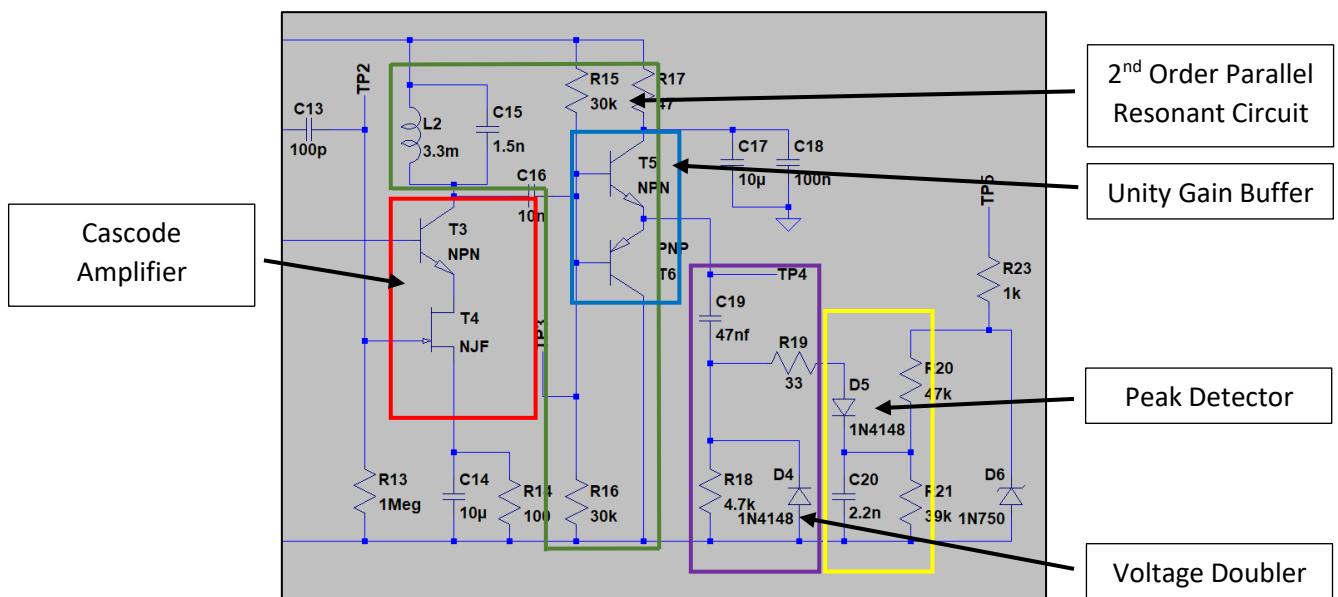 TP2
C13
100p
L2
3.3m
C15
1.5n
R15
30k
R17
47
C16
10n
T5
NPN
PNP
T6
C17
10µ
C18
100n
TP5
T3
NPN
T4
NJF
TP3
TP4
C19
47nf
R19
33
R23
1k
D5
1N4148
R20
47k
R13
1Meg
C14
10µ
R14
100
R16
30k
R18
4.7k
D4
1N4148
C20
2.2n
R21
39k
D6
1N750
Cascode
Amplifier
2nd Order Parallel
Resonant Circuit
Unity Gain Buffer
Peak Detector
Voltage Doubler